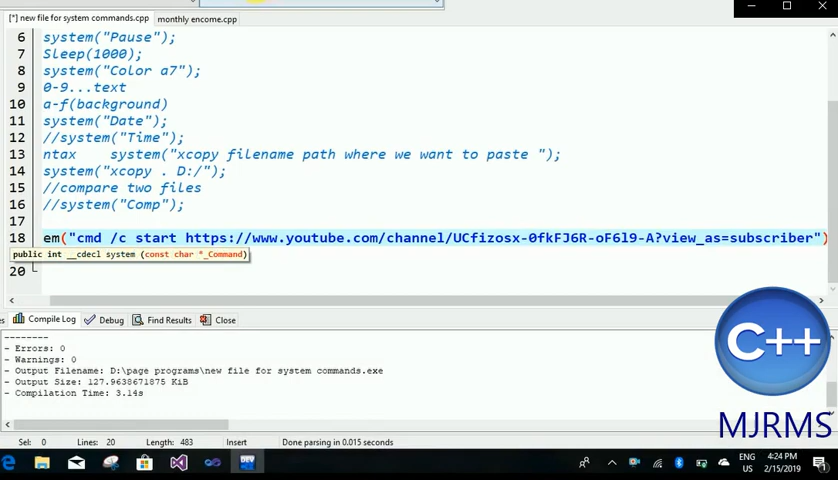 [*] new file for system commands.cpp
monthly encome.cpp
6 system("Pause");
7 Sleep(1000);
8 system("Color a7");
9 0-9...text
10 a-f(background)
11 system("Date");
12 //system("Time");
13 ntax    system("xcopy filename path where we want to paste ");
14 system("xcopy . D:/");
15 //compare two files
16 //system("Comp");
17
18 em("cmd /c start https://www.youtube.com/channel/UCfizosx-0fkFJ6R-oF6l9-A?view_as=subscriber")
public int __cdecl system (const char *_Command)
20
Compile Log
Debug
Find Results
Close
--------
- Errors: 0
- Warnings: 0
- Output Filename: D:\page programs\new file for system commands.exe
- Output Size: 127.9638671875 KiB
- Compilation Time: 3.14s
C++
MJRMS
Sel: 0
Lines: 20
Length: 483
Insert
Done parsing in 0.015 seconds
DEV
ENG
US
4:24 PM
2/15/2019